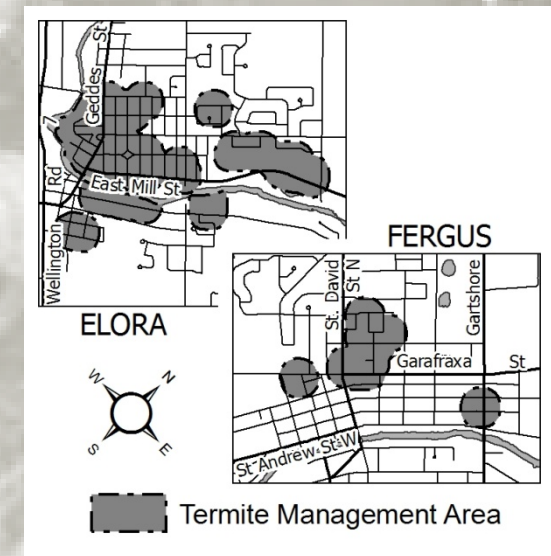 Geddes St
Wellington Rd 7
East Mill St
ELORA
FERGUS
St. David St N
Gartshore
Garafraxa St
St Andrew St W
N
E
S
W
Termite Management Area